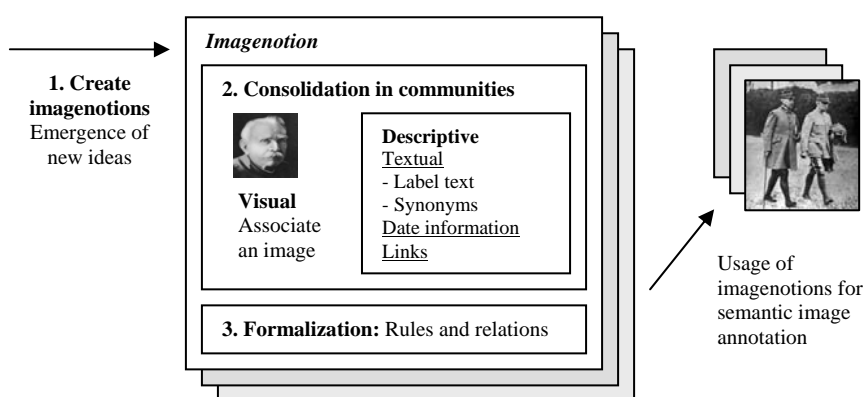 1. Create
imagenotions
Emergence of
new ideas
Imagenotion
2. Consolidation in communities
Visual
Associate
an image
Descriptive
Textual
- Label text
- Synonyms
Date information
Links
3. Formalization: Rules and relations
Usage of
imagenotions for
semantic image
annotation